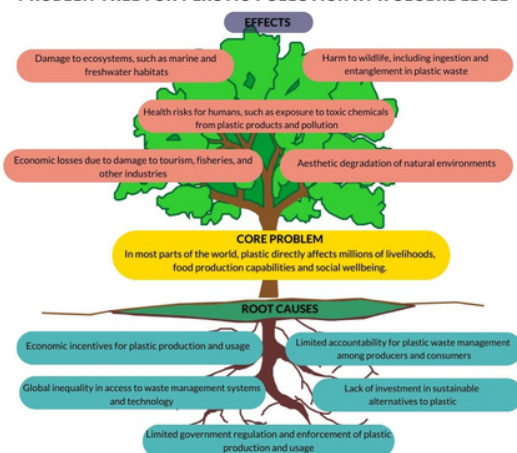 EFFECTS
Damage to ecosystems, such as marine and
freshwater habitats
Harm to wildlife, including ingestion and
entanglement in plastic waste
Health risks for humans, such as exposure to toxic chemicals
from plastic products and pollution
Economic losses due to damage to tourism, fisheries, and
other industries
Aesthetic degradation of natural environments
CORE PROBLEM
In most parts of the world, plastic directly affects millions of livelihoods,
food production capabilities and social wellbeing.
ROOT CAUSES
Economic incentives for plastic production and usage
Limited accountability for plastic waste management
among producers and consumers
Global inequality in access to waste management systems
and technology
Lack of investment in sustainable
alternatives to plastic
Limited government regulation and enforcement of plastic
production and usage